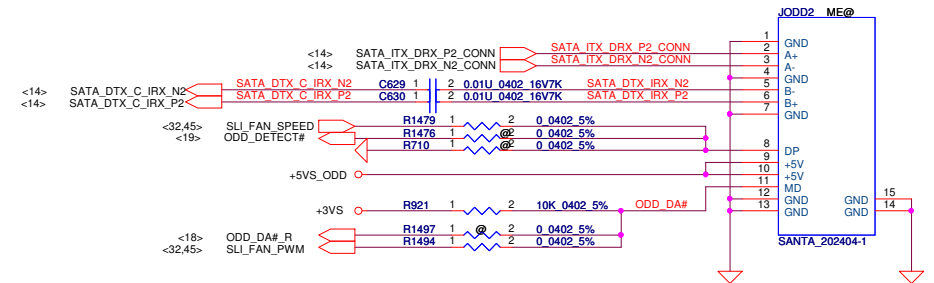 JODD2 ME@
1 GND
<14> SATA_ITX_DRX_P2_CONN SATA_ITX_DRX_P2_CONN 2 A+
<14> SATA_ITX_DRX_N2_CONN SATA_ITX_DRX_N2_CONN 3 A-
4 GND
<14> SATA_DTX_C_IRX_N2 SATA_DTX_C_IRX_N2 C629 1 2 0.01U_0402_16V7K SATA_DTX_IRX_N2 5 B-
<14> SATA_DTX_C_IRX_P2 SATA_DTX_C_IRX_P2 C630 1 2 0.01U_0402_16V7K SATA_DTX_IRX_P2 6 B+
7 GND
<32,45> SLI_FAN_SPEED R1479 1 2 0_0402_5%
<19> ODD_DETECT# R1476 1 @ 2 0_0402_5%
R710 1 @ 2 0_0402_5% 8 DP
9 +5V
+5VS_ODD 10 +5V
11 MD
12 GND GND 15
+3VS R921 1 2 10K_0402_5% ODD_DA# 13 GND GND 14
<18> ODD_DA#_R R1497 1 @ 2 0_0402_5%
<32,45> SLI_FAN_PWM R1494 1 2 0_0402_5%
SANTA_202404-1